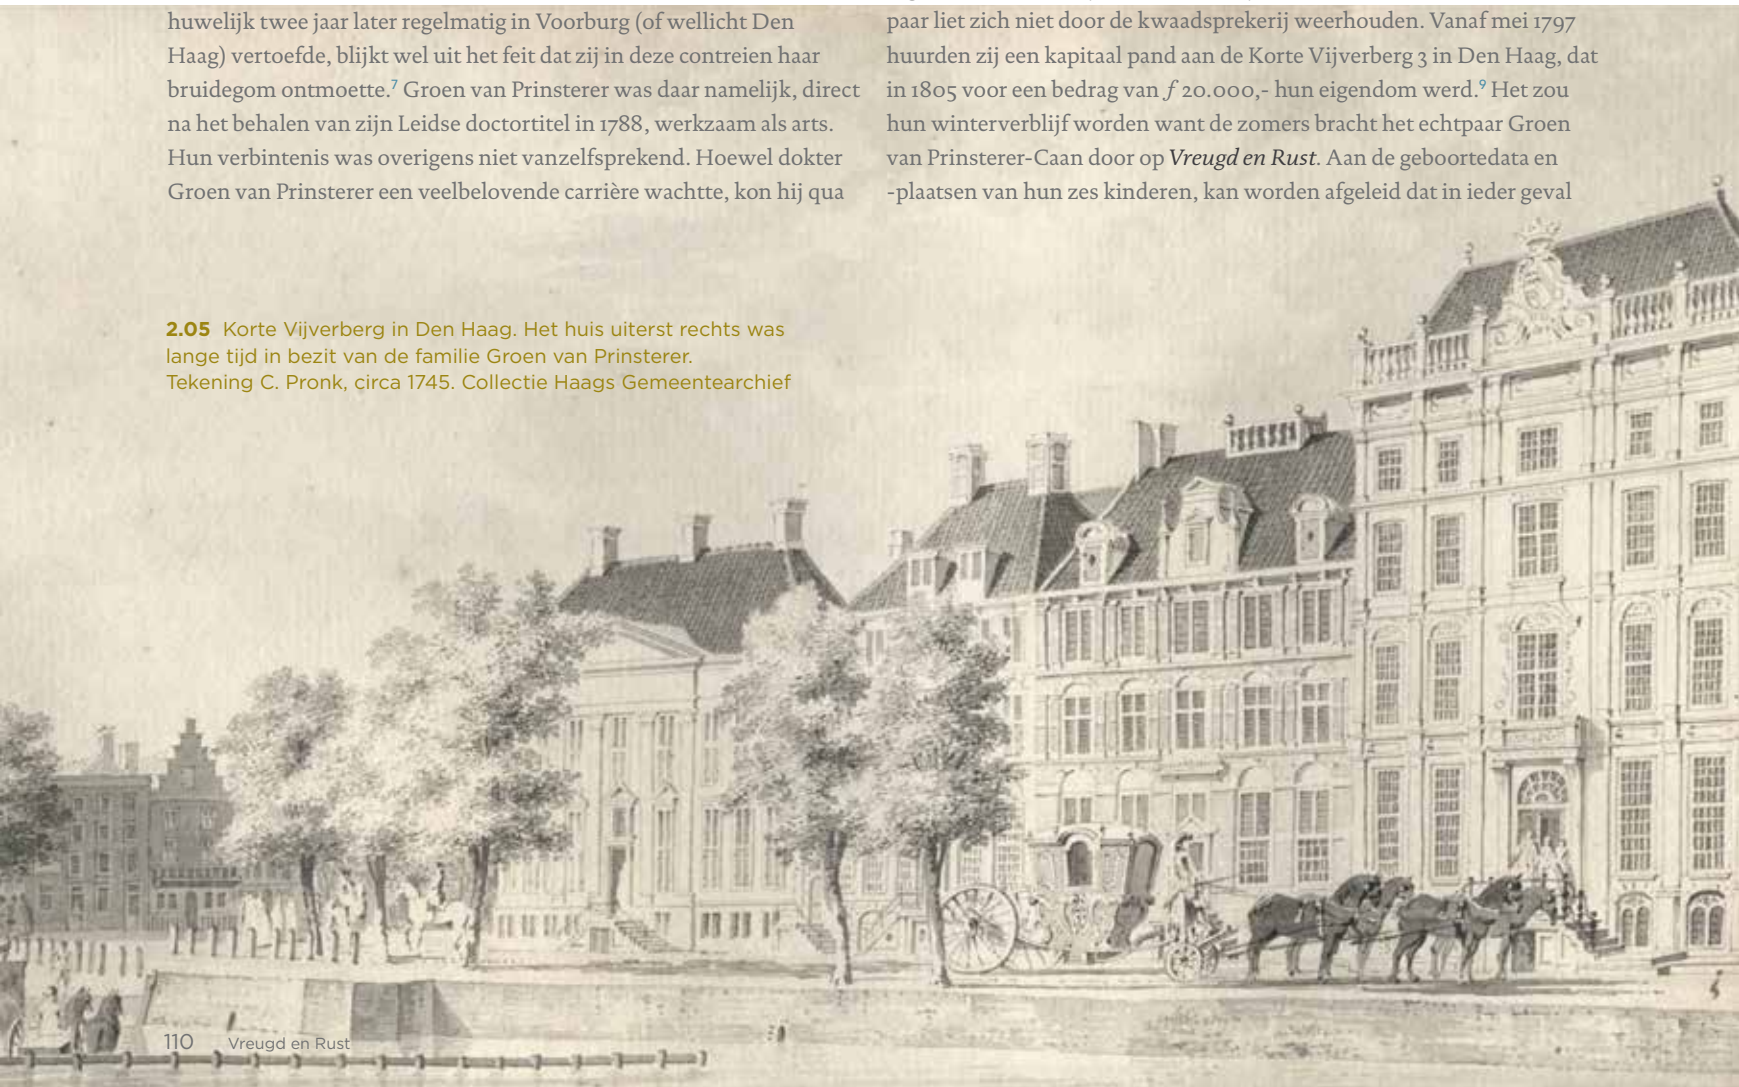 huwelijk twee jaar later regelmatig in Voorburg (of wellicht Den
Haag) vertoefde, blijkt wel uit het feit dat zij in deze contreien haar
bruidegom ontmoette.⁷ Groen van Prinsterer was daar namelijk, direct
na het behalen van zijn Leidse doctortitel in 1788, werkzaam als arts.
Hun verbintenis was overigens niet vanzelfsprekend. Hoewel dokter
Groen van Prinsterer een veelbelovende carrière wachtte, kon hij qua
paar liet zich niet door de kwaadsprekerij weerhouden. Vanaf mei 1797
huurden zij een kapitaal pand aan de Korte Vijverberg 3 in Den Haag, dat
in 1805 voor een bedrag van ƒ 20.000,- hun eigendom werd.⁹ Het zou
hun winterverblijf worden want de zomers bracht het echtpaar Groen
van Prinsterer-Caan door op Vreugd en Rust. Aan de geboortedata en
-plaatsen van hun zes kinderen, kan worden afgeleid dat in ieder geval
2.05 Korte Vijverberg in Den Haag. Het huis uiterst rechts was
lange tijd in bezit van de familie Groen van Prinsterer.
Tekening C. Pronk, circa 1745. Collectie Haags Gemeentearchief
110 Vreugd en Rust